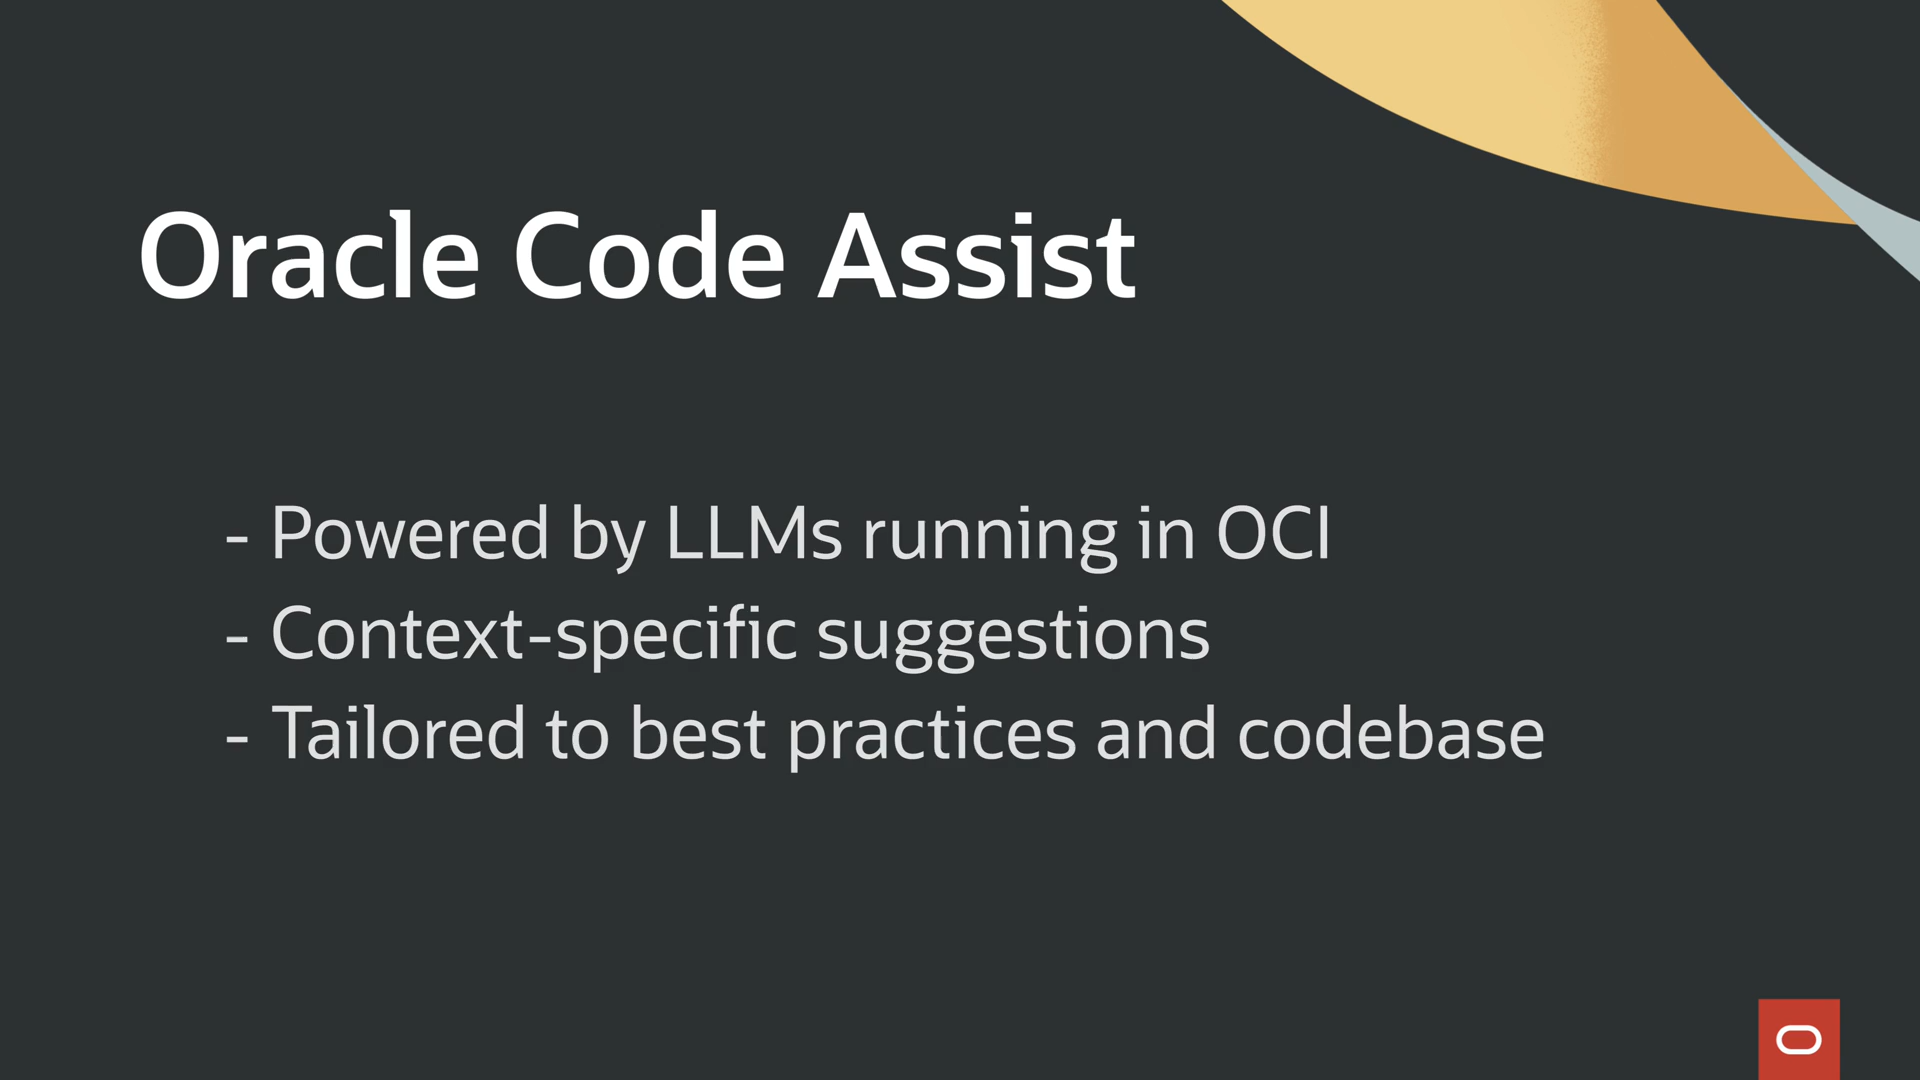 Oracle Code Assist
- Powered by LLMs running in OCI
- Context-specific suggestions
- Tailored to best practices and codebase